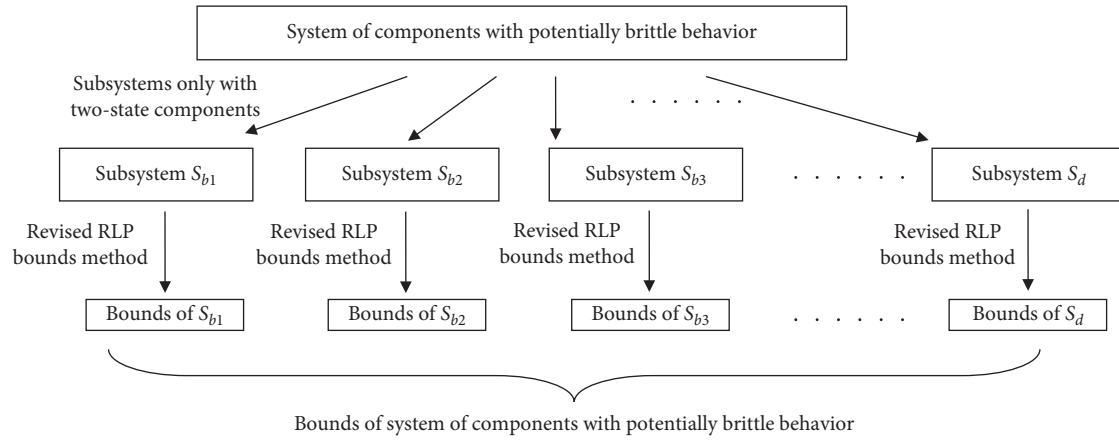 System of components with potentially brittle behavior
Subsystems only with
two-state components
. . . . . .
Subsystem S_b1
Subsystem S_b2
Subsystem S_b3
. . . . . .
Subsystem S_d
Revised RLP
bounds method
Revised RLP
bounds method
Revised RLP
bounds method
Revised RLP
bounds method
Bounds of S_b1
Bounds of S_b2
Bounds of S_b3
. . . . . .
Bounds of S_d
Bounds of system of components with potentially brittle behavior